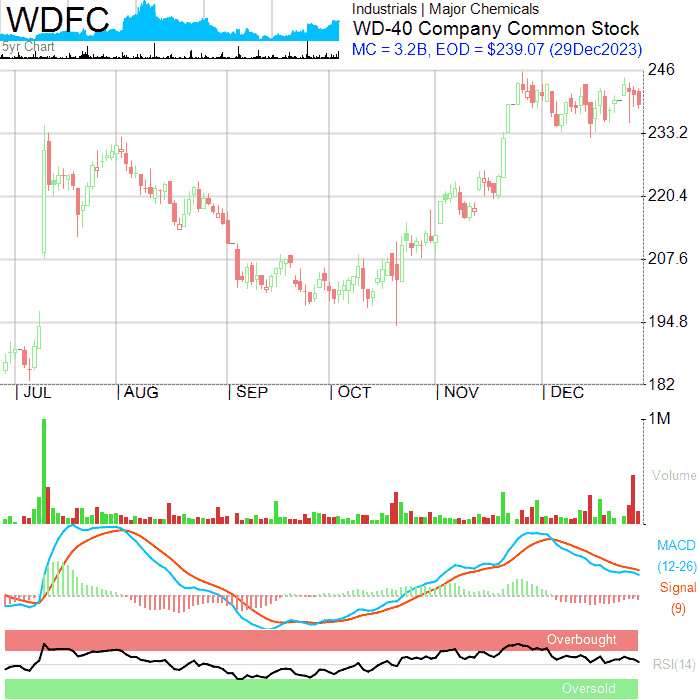 WDFC
5yr Chart
Industrials | Major Chemicals
WD-40 Company Common Stock
MC = 3.2B, EOD = $239.07 (29Dec2023)
246
233.2
220.4
207.6
194.8
182
JUL
AUG
SEP
OCT
NOV
DEC
1M
Volume
MACD
(12-26)
Signal
(9)
Overbought
RSI(14)
Oversold